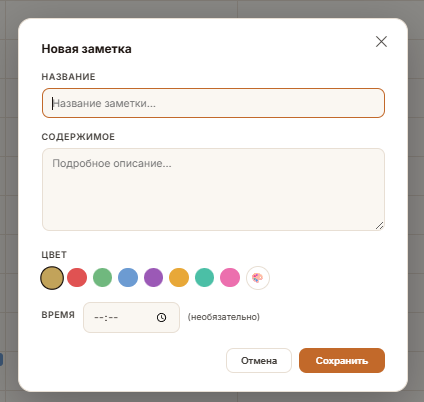 Новая заметка
НАЗВАНИЕ
Название заметки...
СОДЕРЖИМОЕ
Подробное описание...
ЦВЕТ
ВРЕМЯ --:-- (необязательно)
Отмена Сохранить